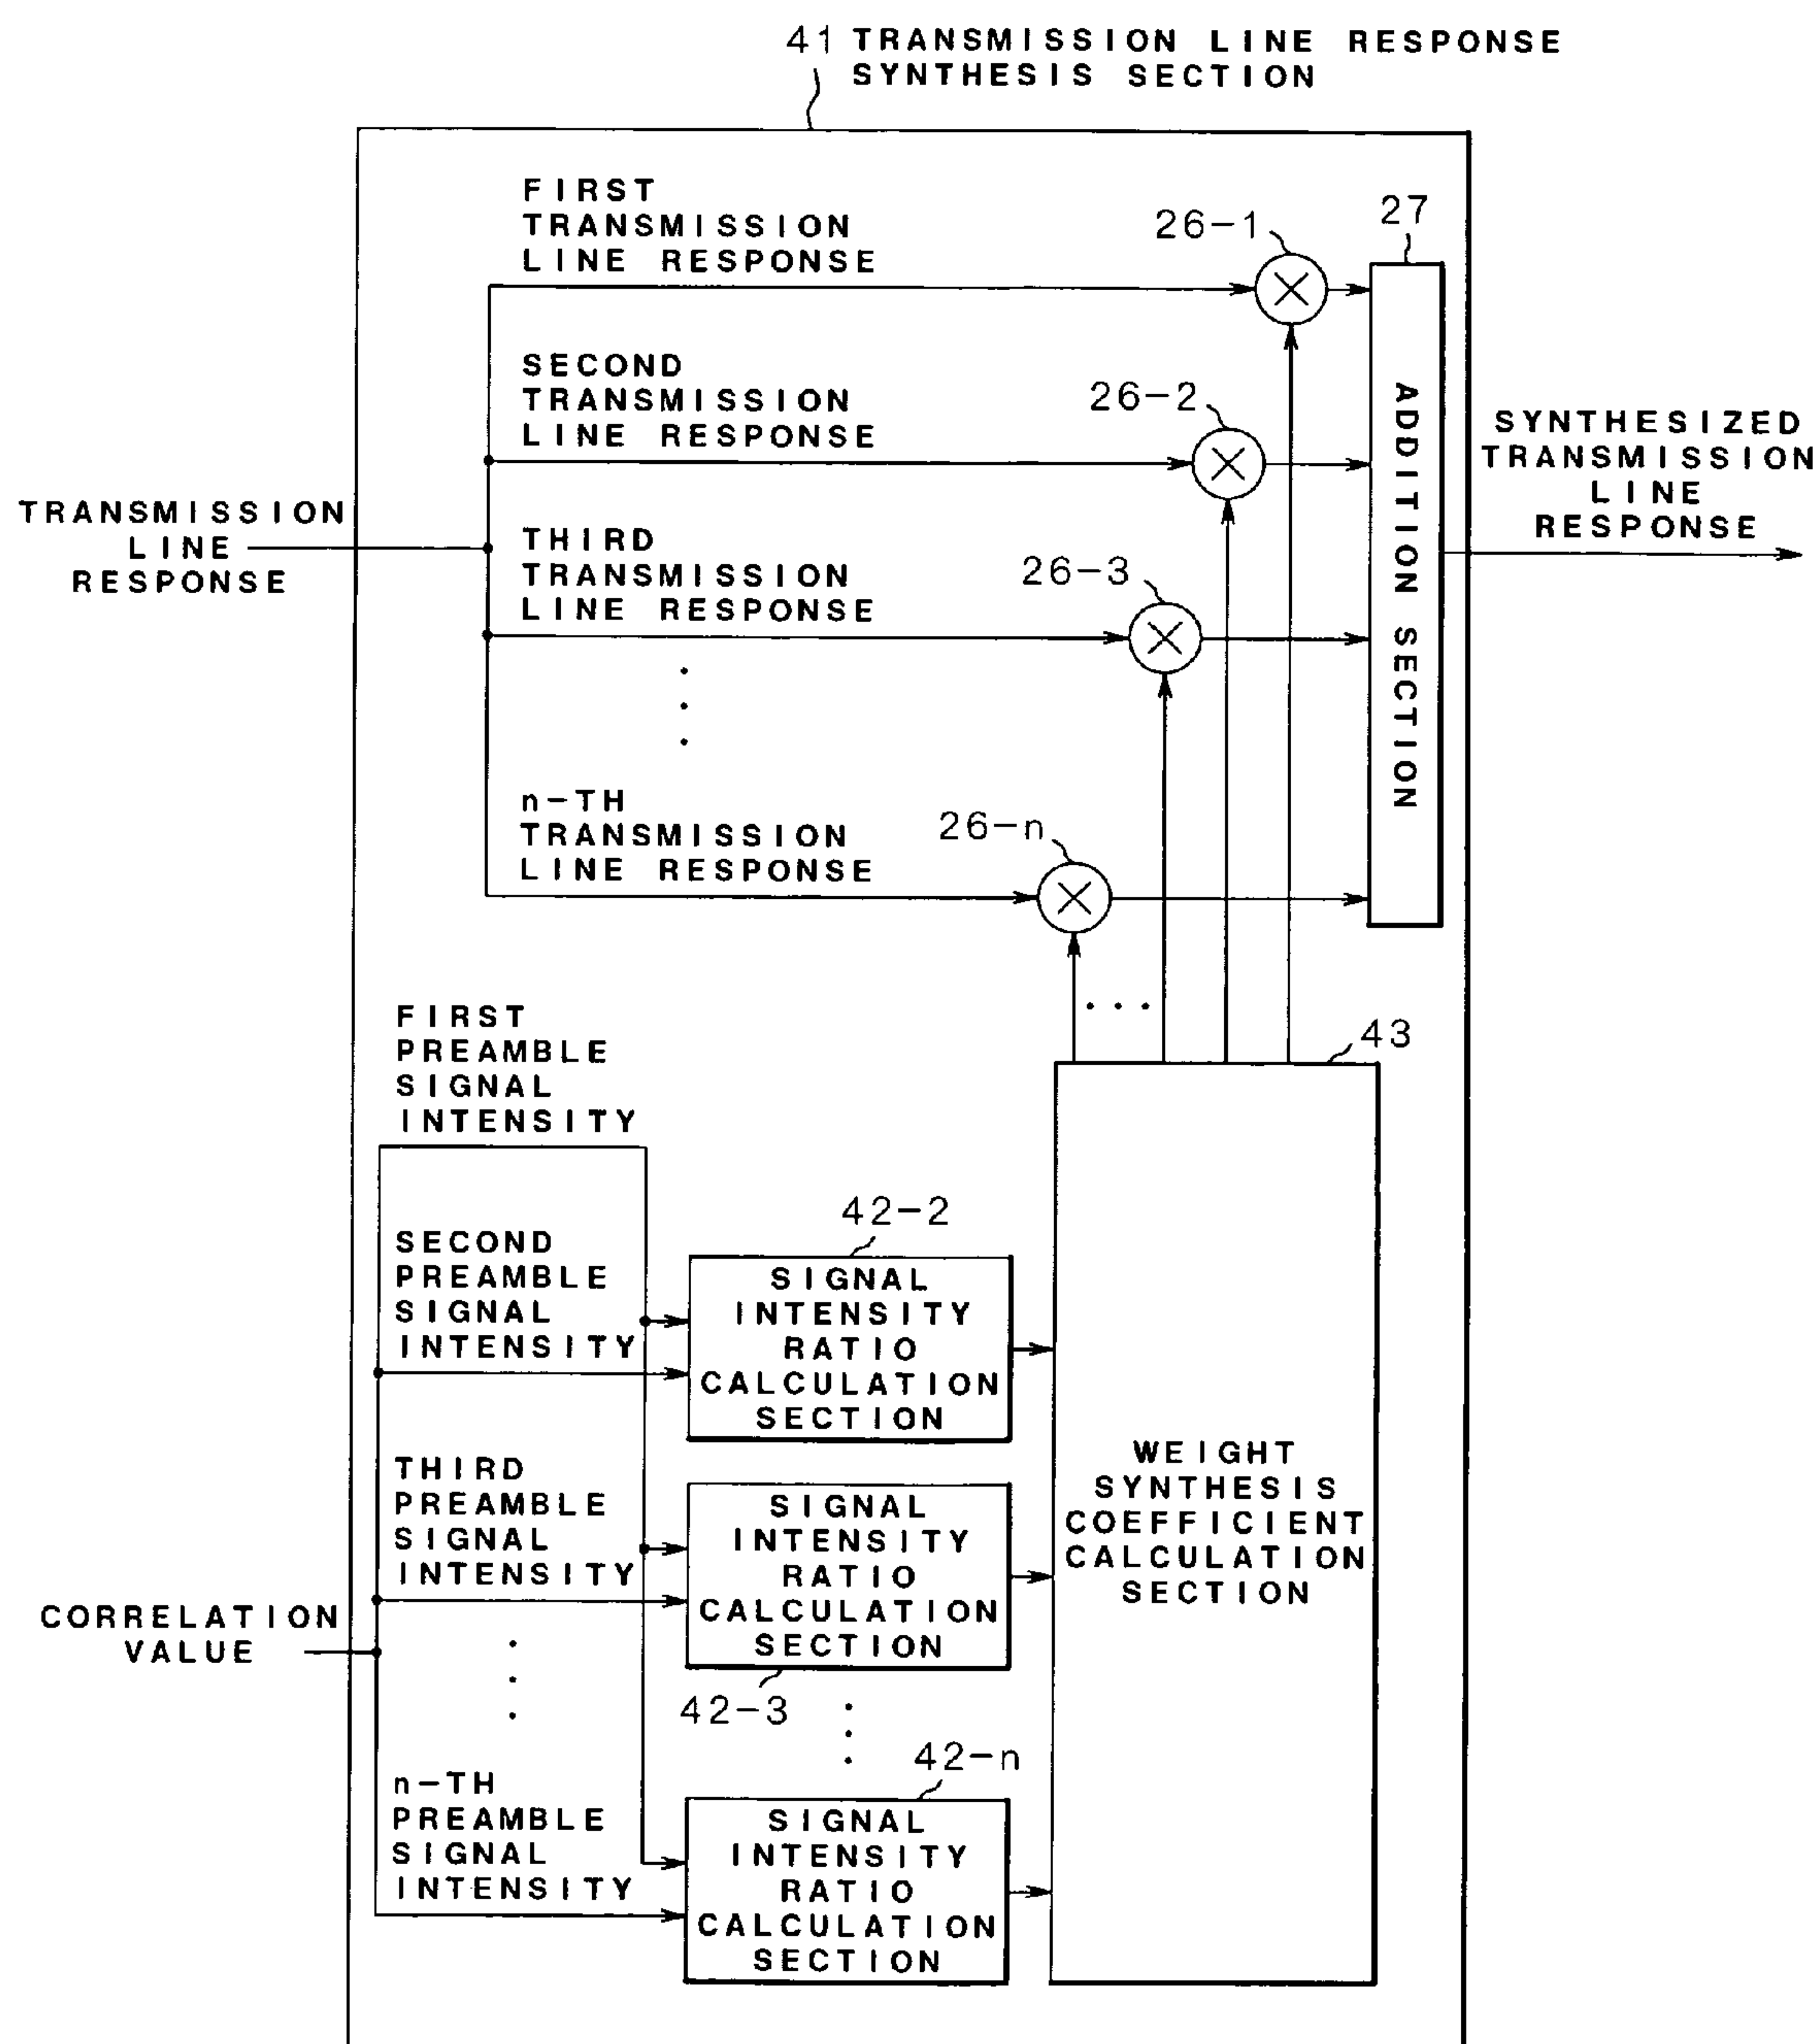 41 TRANSMISSION LINE RESPONSE
SYNTHESIS SECTION
FIRST
TRANSMISSION
LINE RESPONSE
26-1
27
SECOND
TRANSMISSION
LINE RESPONSE
26-2
ADDITION SECTION
SYNTHESIZED
TRANSMISSION
LINE
RESPONSE
TRANSMISSION
LINE
RESPONSE
THIRD
TRANSMISSION
LINE RESPONSE
26-3
n-TH
TRANSMISSION
LINE RESPONSE
26-n
FIRST
PREAMBLE
SIGNAL
INTENSITY
43
SECOND
PREAMBLE
SIGNAL
INTENSITY
42-2
SIGNAL
INTENSITY
RATIO
CALCULATION
SECTION
WEIGHT
SYNTHESIS
COEFFICIENT
CALCULATION
SECTION
THIRD
PREAMBLE
SIGNAL
INTENSITY
SIGNAL
INTENSITY
RATIO
CALCULATION
SECTION
42-3
CORRELATION
VALUE
n-TH
PREAMBLE
SIGNAL
INTENSITY
42-n
SIGNAL
INTENSITY
RATIO
CALCULATION
SECTION